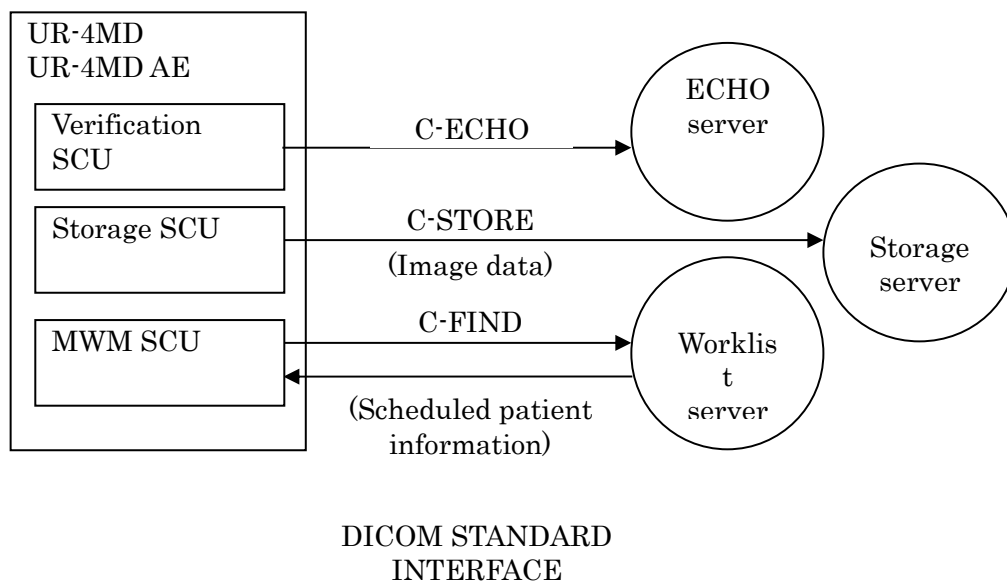 UR-4MD
UR-4MD AE
Verification
SCU
C-ECHO
ECHO
server
Storage SCU
C-STORE
(Image data)
Storage
server
MWM SCU
C-FIND
(Scheduled patient
information)
Worklis
t
server
DICOM STANDARD
INTERFACE